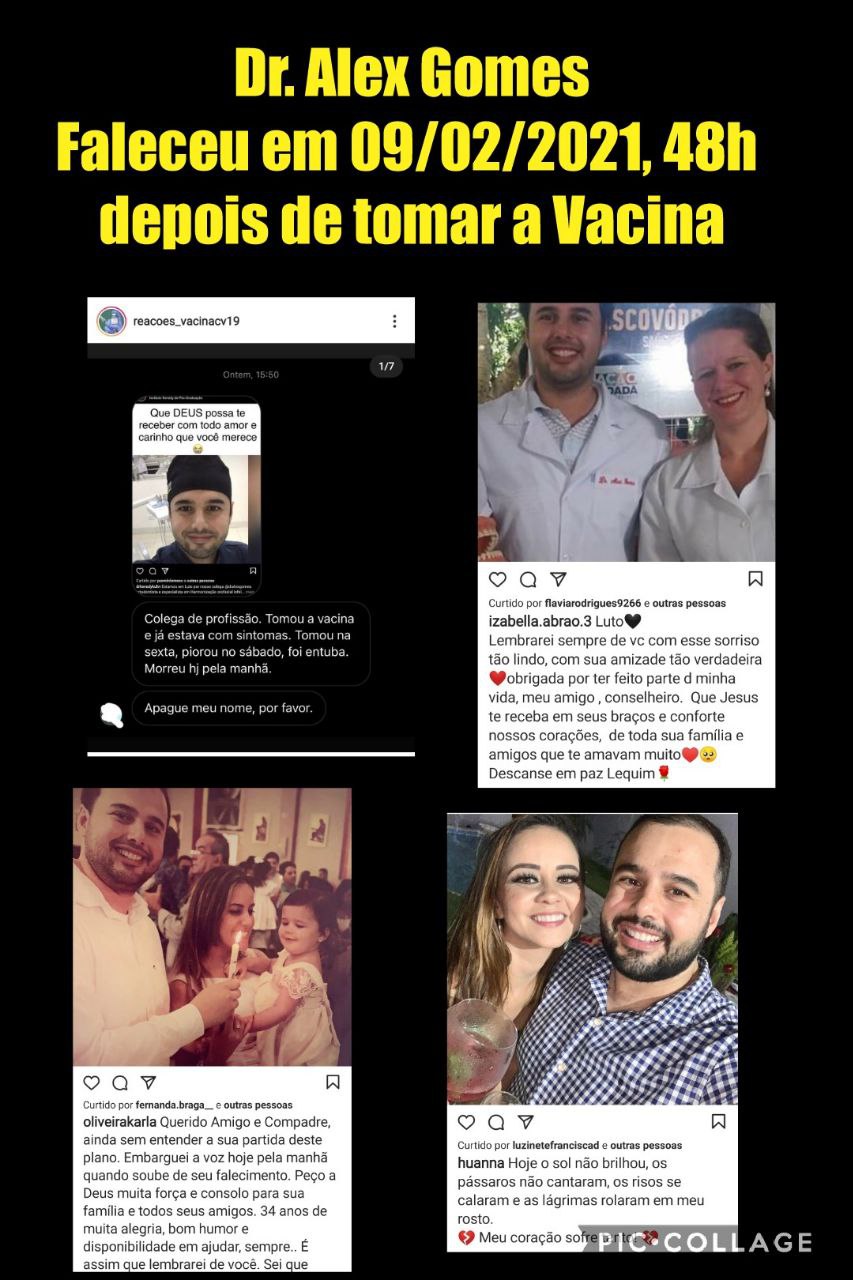 Dr. Alex Gomes
Faleceu em 09/02/2021, 48h
depois de tomar a Vacina
reacoes_vacinacv19
1/7
Ontem, 15:50
Que DEUS possa te
receber com todo amor e
carinho que você merece
😭
Colega de profissão. Tomou a vacina
e já estava com sintomas. Tomou na
sexta, piorou no sábado, foi entuba.
Morreu hj pela manhã.
Apague meu nome, por favor.
SCOVÓD
AÇÃO
DADA
Curtido por flaviarodrigues9266 e outras pessoas
izabella.abrao.3 Luto🖤
Lembrarei sempre de vc com esse sorriso
tão lindo, com sua amizade tão verdadeira
❤️obrigada por ter feito parte d minha
vida, meu amigo , conselheiro. Que Jesus
te receba em seus braços e conforte
nossos corações, de toda sua família e
amigos que te amavam muito❤️🥺
Descanse em paz Lequim🌹
Curtido por fernanda.braga__ e outras pessoas
oliveirakarla Querido Amigo e Compadre,
ainda sem entender a sua partida deste
plano. Embarguei a voz hoje pela manhã
quando soube de seu falecimento. Peço a
Deus muita força e consolo para sua
família e todos seus amigos. 34 anos de
muita alegria, bom humor e
disponibilidade em ajudar, sempre.. É
assim que lembrarei de você. Sei que
Curtido por luzinetefranciscad e outras pessoas
huanna Hoje o sol não brilhou, os
pássaros não cantaram, os risos se
calaram e as lágrimas rolaram em meu
rosto.
💔 Meu coração sofre tanto! 💔
PIC•COLLAGE